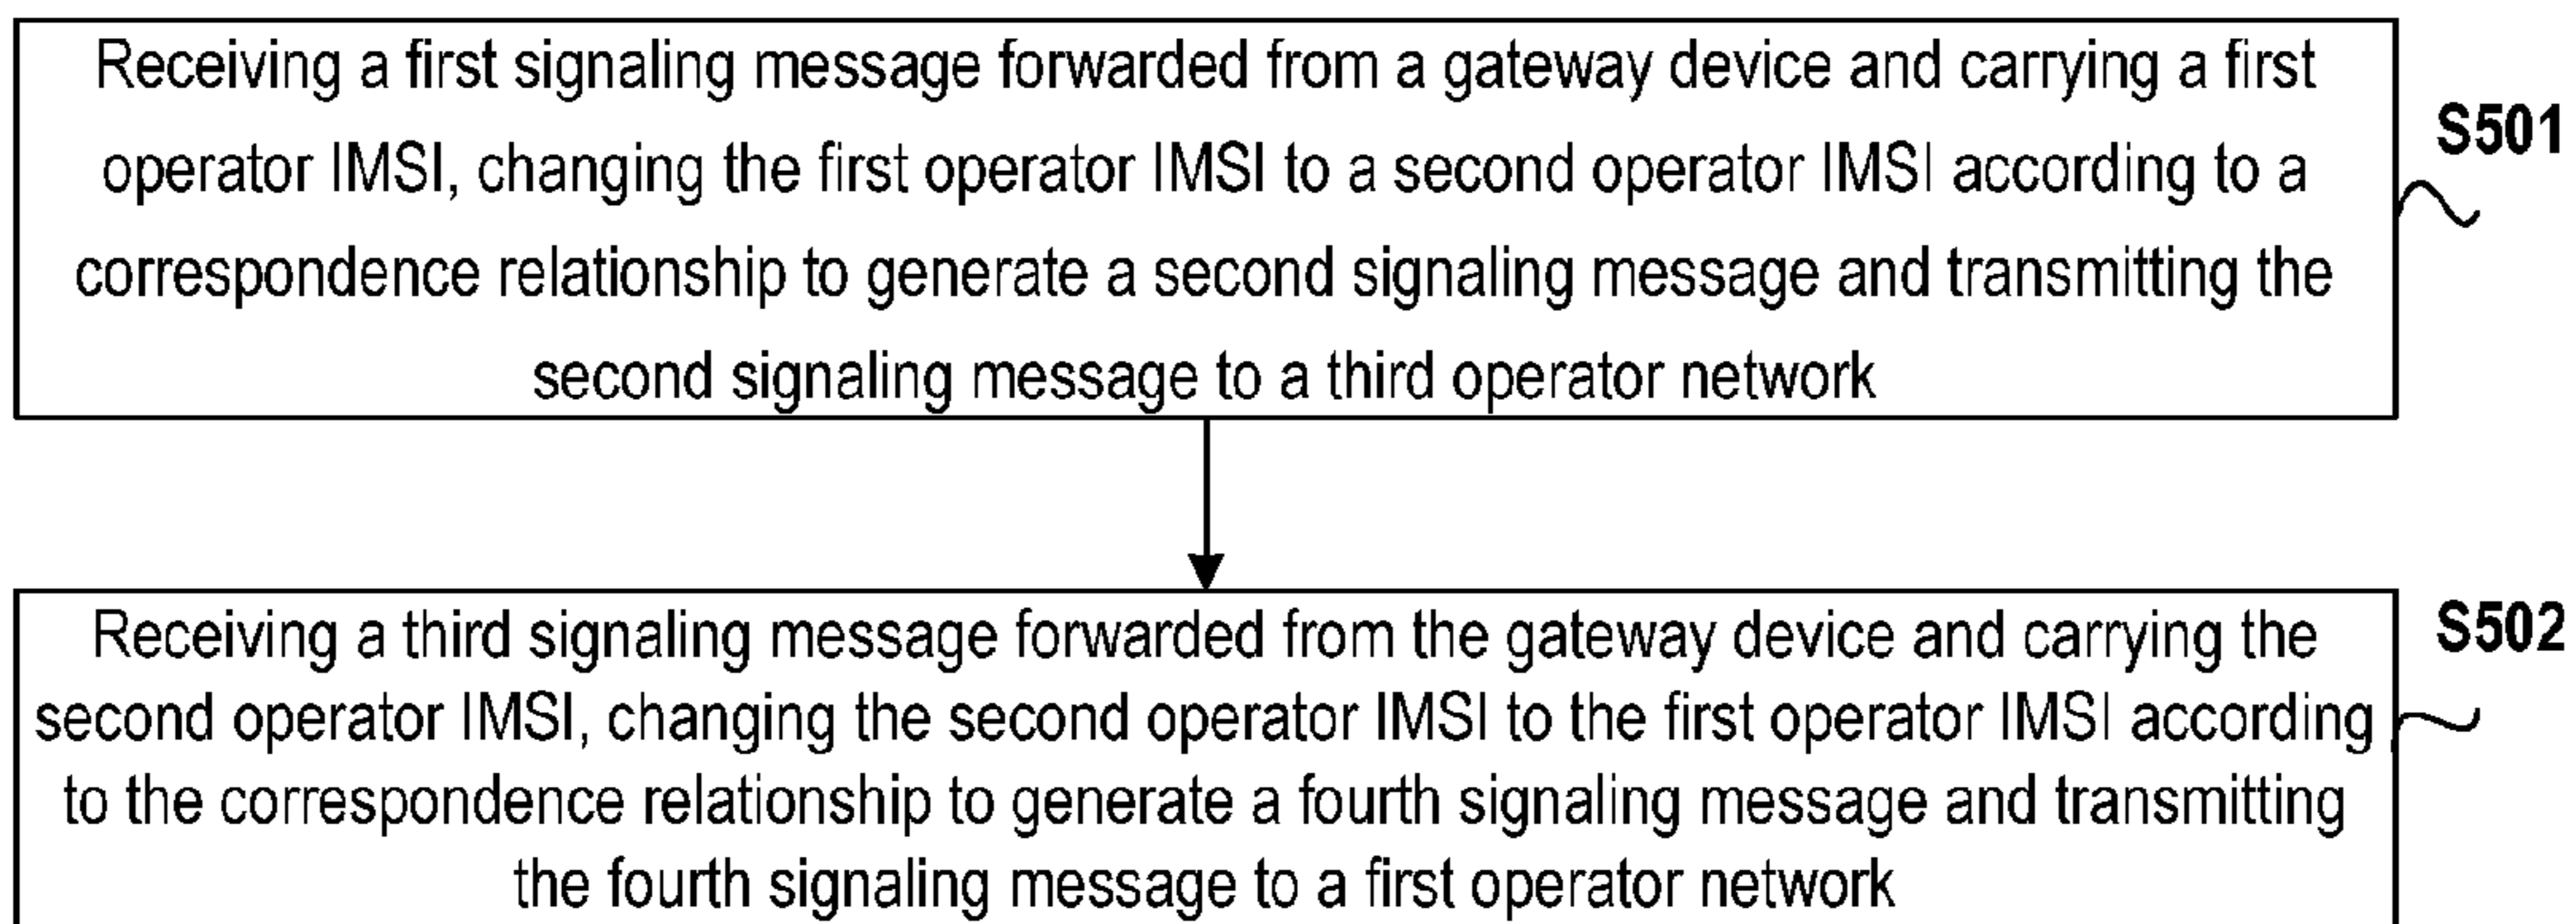 Receiving a first signaling message forwarded from a gateway device and carrying a first
operator IMSI, changing the first operator IMSI to a second operator IMSI according to a
correspondence relationship to generate a second signaling message and transmitting the
second signaling message to a third operator network
S501
Receiving a third signaling message forwarded from the gateway device and carrying the
second operator IMSI, changing the second operator IMSI to the first operator IMSI according
to the correspondence relationship to generate a fourth signaling message and transmitting
the fourth signaling message to a first operator network
S502